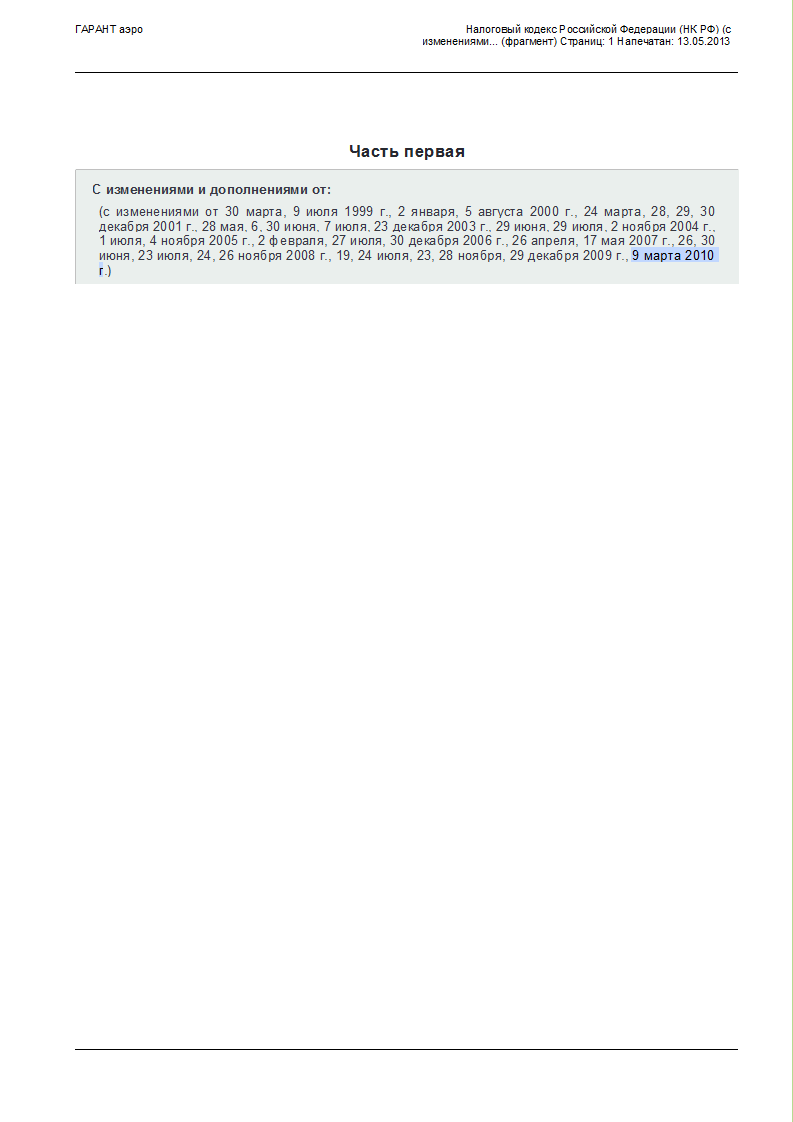 ГАРАНТ аэро
Налоговый кодекс Российской Федерации (НК РФ) (с
изменениями... (фрагмент) Страниц: 1 Напечатан: 13.05.2013
Часть первая
С изменениями и дополнениями от:
(с изменениями от 30 марта, 9 июля 1999 г., 2 января, 5 августа 2000 г., 24 марта, 28, 29, 30
декабря 2001 г., 28 мая, 6, 30 июня, 7 июля, 23 декабря 2003 г., 29 июня, 29 июля, 2 ноября 2004 г.,
1 июля, 4 ноября 2005 г., 2 февраля, 27 июля, 30 декабря 2006 г., 26 апреля, 17 мая 2007 г., 26, 30
июня, 23 июля, 24, 26 ноября 2008 г., 19, 24 июля, 23, 28 ноября, 29 декабря 2009 г., 9 марта 2010
г.)